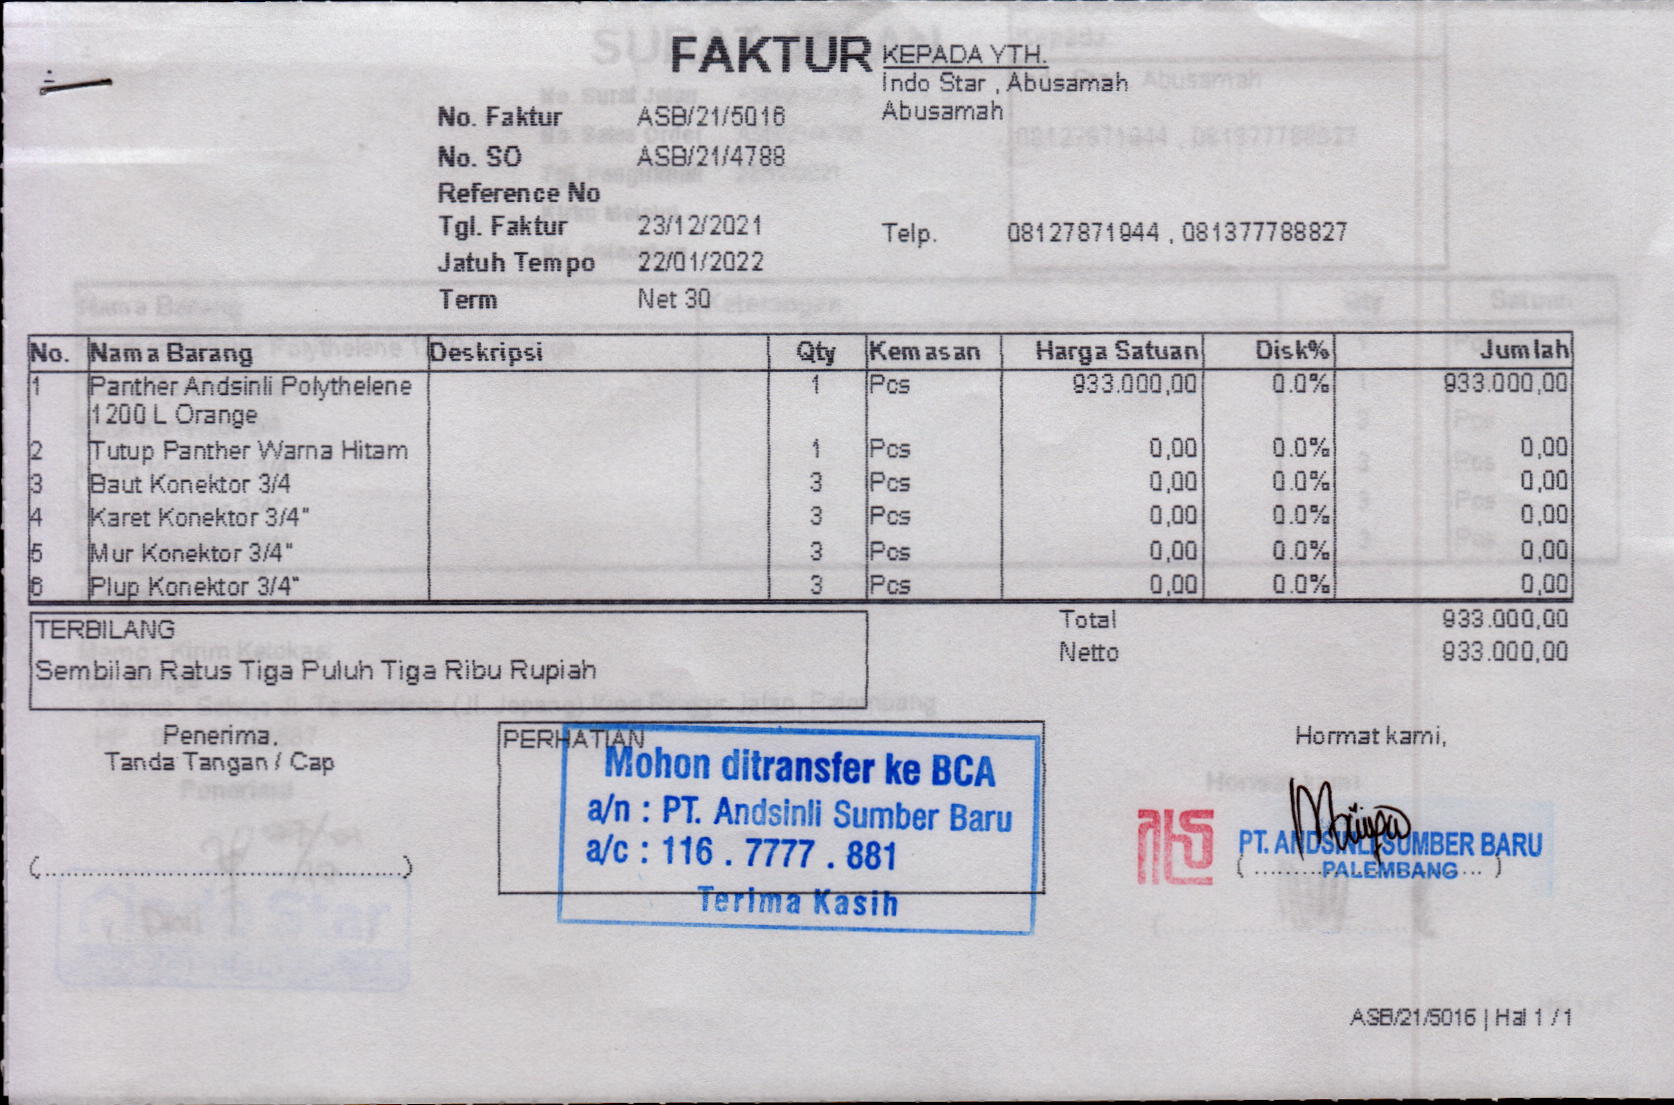 FAKTUR
KEPADA YTH.
Indo Star , Abusamah
Abusamah
No. Faktur ASB/21/5016
No. SO ASB/21/4788
Reference No
Tgl. Faktur 23/12/2021
Telp. 08127871944 , 081377788827
Jatuh Tempo 22/01/2022
Term Net 30
No. Nama Barang Deskripsi Qty Kemasan Harga Satuan Disk% Jumlah
1 Panther Andsinli Polythelene 1 Pcs 933.000,00 0.0% 933.000,00
1200 L Orange
2 Tutup Panther Warna Hitam 1 Pcs 0,00 0.0% 0,00
3 Baut Konektor 3/4 3 Pcs 0,00 0.0% 0,00
4 Karet Konektor 3/4" 3 Pcs 0,00 0.0% 0,00
5 Mur Konektor 3/4" 3 Pcs 0,00 0.0% 0,00
6 Plup Konektor 3/4" 3 Pcs 0,00 0.0% 0,00
TERBILANG
Sembilan Ratus Tiga Puluh Tiga Ribu Rupiah
Total 933.000,00
Netto 933.000,00
Penerima,
Tanda Tangan / Cap
(..................................................)
PERHATIAN
Mohon ditransfer ke BCA
a/n : PT. Andsinli Sumber Baru
a/c : 116 . 7777 . 881
Terima Kasih
Hormat kami,
PT. ANDSINLI SUMBER BARU
PALEMBANG
ASB/21/5016 | Hal 1 / 1